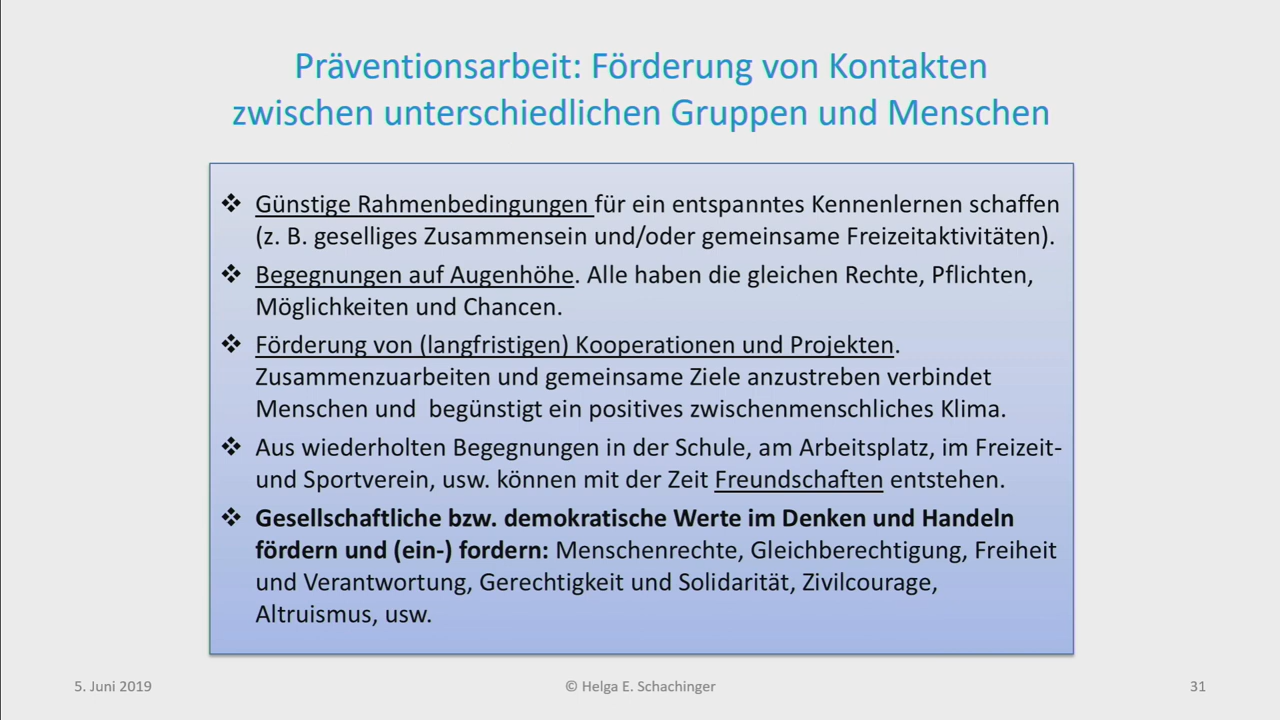 Präventionsarbeit: Förderung von Kontakten
zwischen unterschiedlichen Gruppen und Menschen
❖ Günstige Rahmenbedingungen für ein entspanntes Kennenlernen schaffen
(z. B. geselliges Zusammensein und/oder gemeinsame Freizeitaktivitäten).
❖ Begegnungen auf Augenhöhe. Alle haben die gleichen Rechte, Pflichten,
Möglichkeiten und Chancen.
❖ Förderung von (langfristigen) Kooperationen und Projekten.
Zusammenzuarbeiten und gemeinsame Ziele anzustreben verbindet
Menschen und  begünstigt ein positives zwischenmenschliches Klima.
❖ Aus wiederholten Begegnungen in der Schule, am Arbeitsplatz, im Freizeit-
und Sportverein, usw. können mit der Zeit Freundschaften entstehen.
❖ Gesellschaftliche bzw. demokratische Werte im Denken und Handeln
fördern und (ein-) fordern: Menschenrechte, Gleichberechtigung, Freiheit
und Verantwortung, Gerechtigkeit und Solidarität, Zivilcourage,
Altruismus, usw.
5. Juni 2019
© Helga E. Schachinger
31